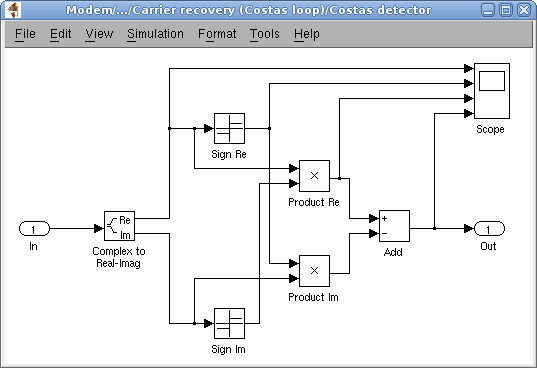 Modem/.../Carrier recovery (Costas loop)/Costas detector
File Edit View Simulation Format Tools Help
Scope
Sign Re
×
Product Re
1
In
Re
Im
Complex to
Real-Imag
+
−
Add
1
Out
×
Product Im
Sign Im